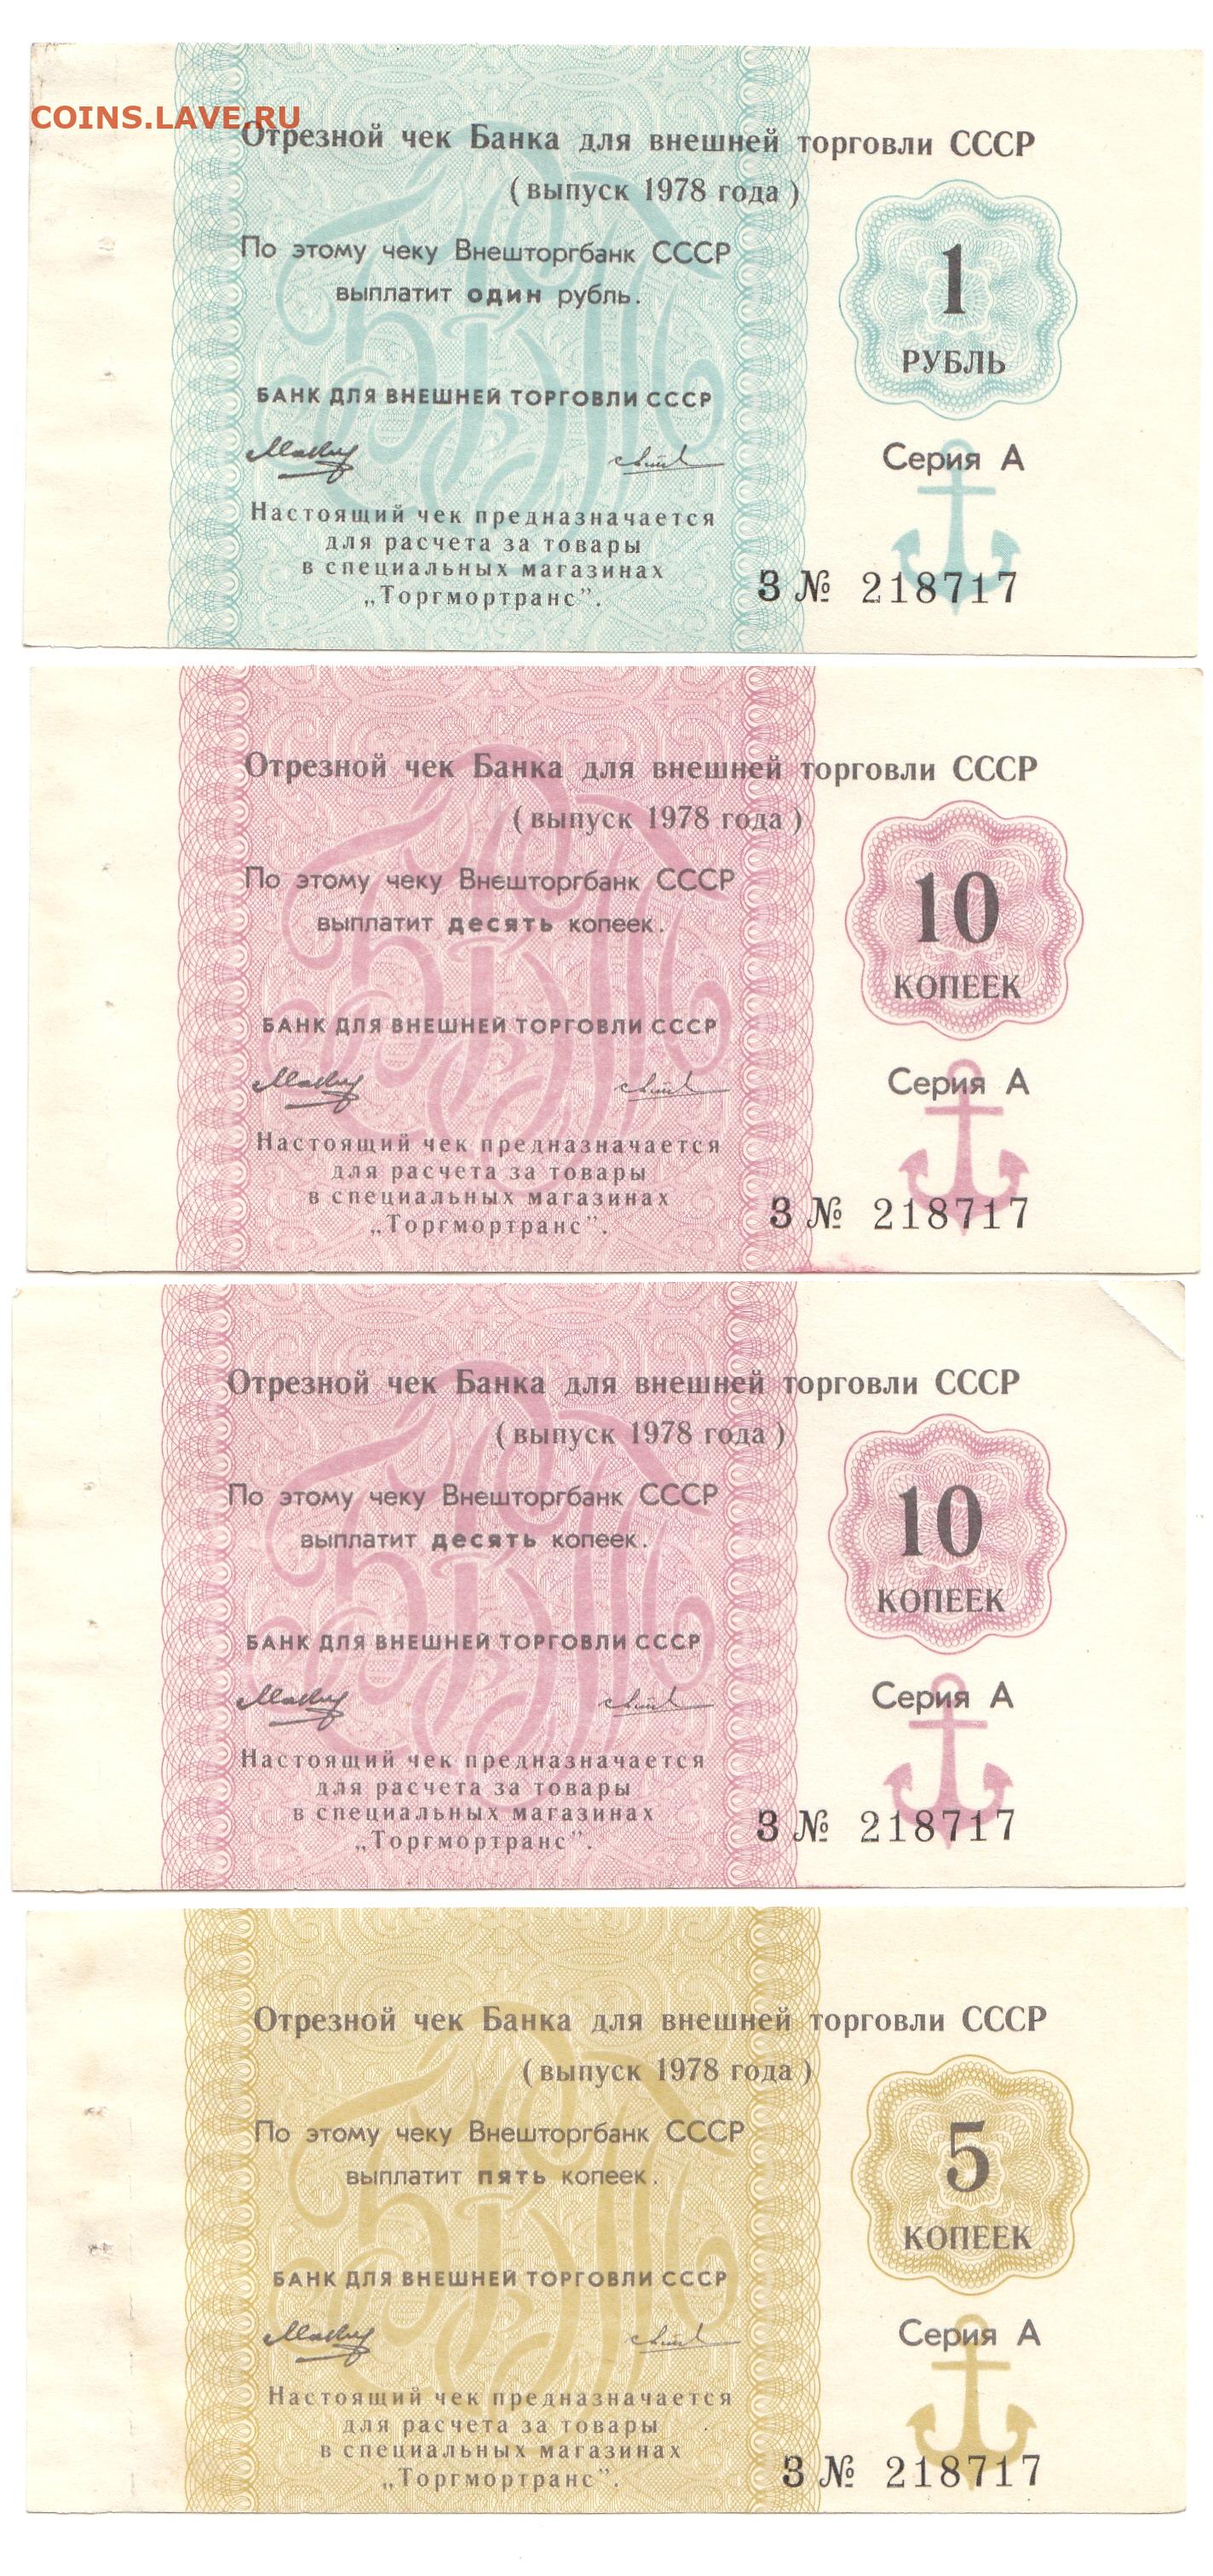 COINS.LAVE.RU
Отрезной чек Банка для внешней торговли СССР
(выпуск 1978 года)
По этому чеку Внешторгбанк СССР
выплатит один рубль.
1
РУБЛЬ
БАНК ДЛЯ ВНЕШНЕЙ ТОРГОВЛИ СССР
Серия А
Настоящий чек предназначается
для расчета за товары
в специальных магазинах
„Торгмортранс”.
З № 218717
Отрезной чек Банка для внешней торговли СССР
(выпуск 1978 года)
По этому чеку Внешторгбанк СССР
выплатит десять копеек.
10
КОПЕЕК
БАНК ДЛЯ ВНЕШНЕЙ ТОРГОВЛИ СССР
Серия А
Настоящий чек предназначается
для расчета за товары
в специальных магазинах
„Торгмортранс”.
З № 218717
Отрезной чек Банка для внешней торговли СССР
(выпуск 1978 года)
По этому чеку Внешторгбанк СССР
выплатит десять копеек.
10
КОПЕЕК
БАНК ДЛЯ ВНЕШНЕЙ ТОРГОВЛИ СССР
Серия А
Настоящий чек предназначается
для расчета за товары
в специальных магазинах
„Торгмортранс”.
З № 218717
Отрезной чек Банка для внешней торговли СССР
(выпуск 1978 года)
По этому чеку Внешторгбанк СССР
выплатит пять копеек.
5
КОПЕЕК
БАНК ДЛЯ ВНЕШНЕЙ ТОРГОВЛИ СССР
Серия А
Настоящий чек предназначается
для расчета за товары
в специальных магазинах
„Торгмортранс”.
З № 218717